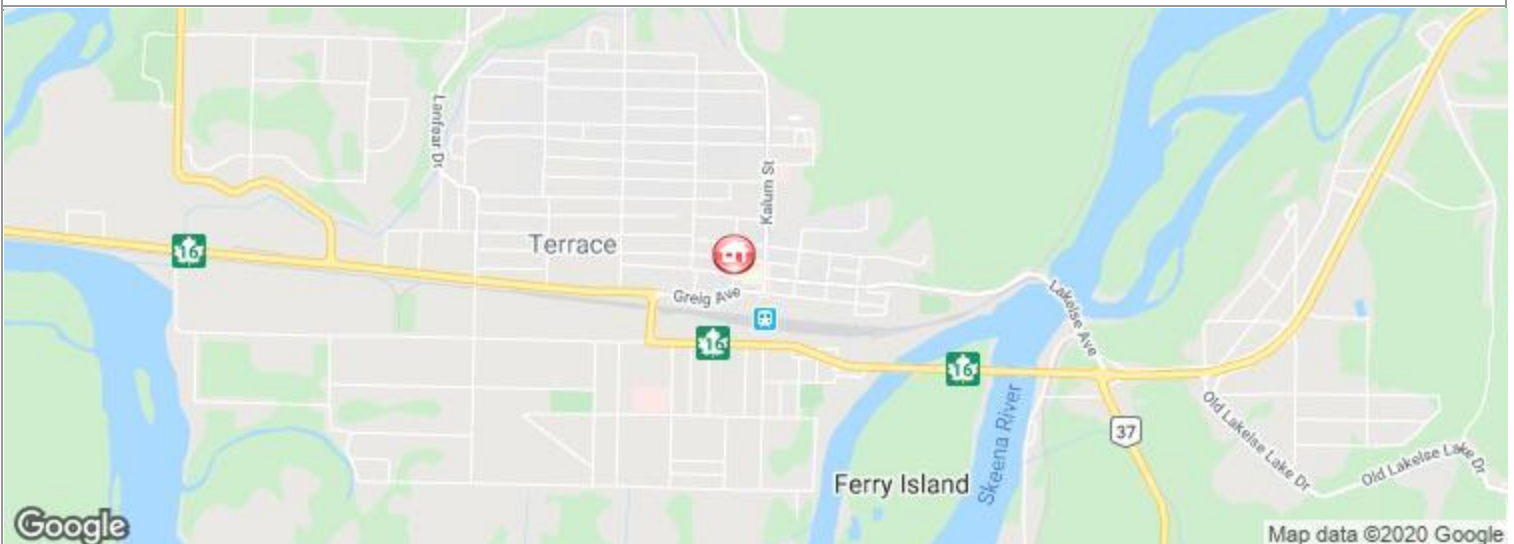 Lanfear Dr
Kalum St
16
Terrace
Greig Ave
Lakelse Ave
16
16
37
Old Lakelse Lake Dr
Old Lakelse Lake Dr
Ferry Island
Skeena River
Google
Map data ©2020 Google